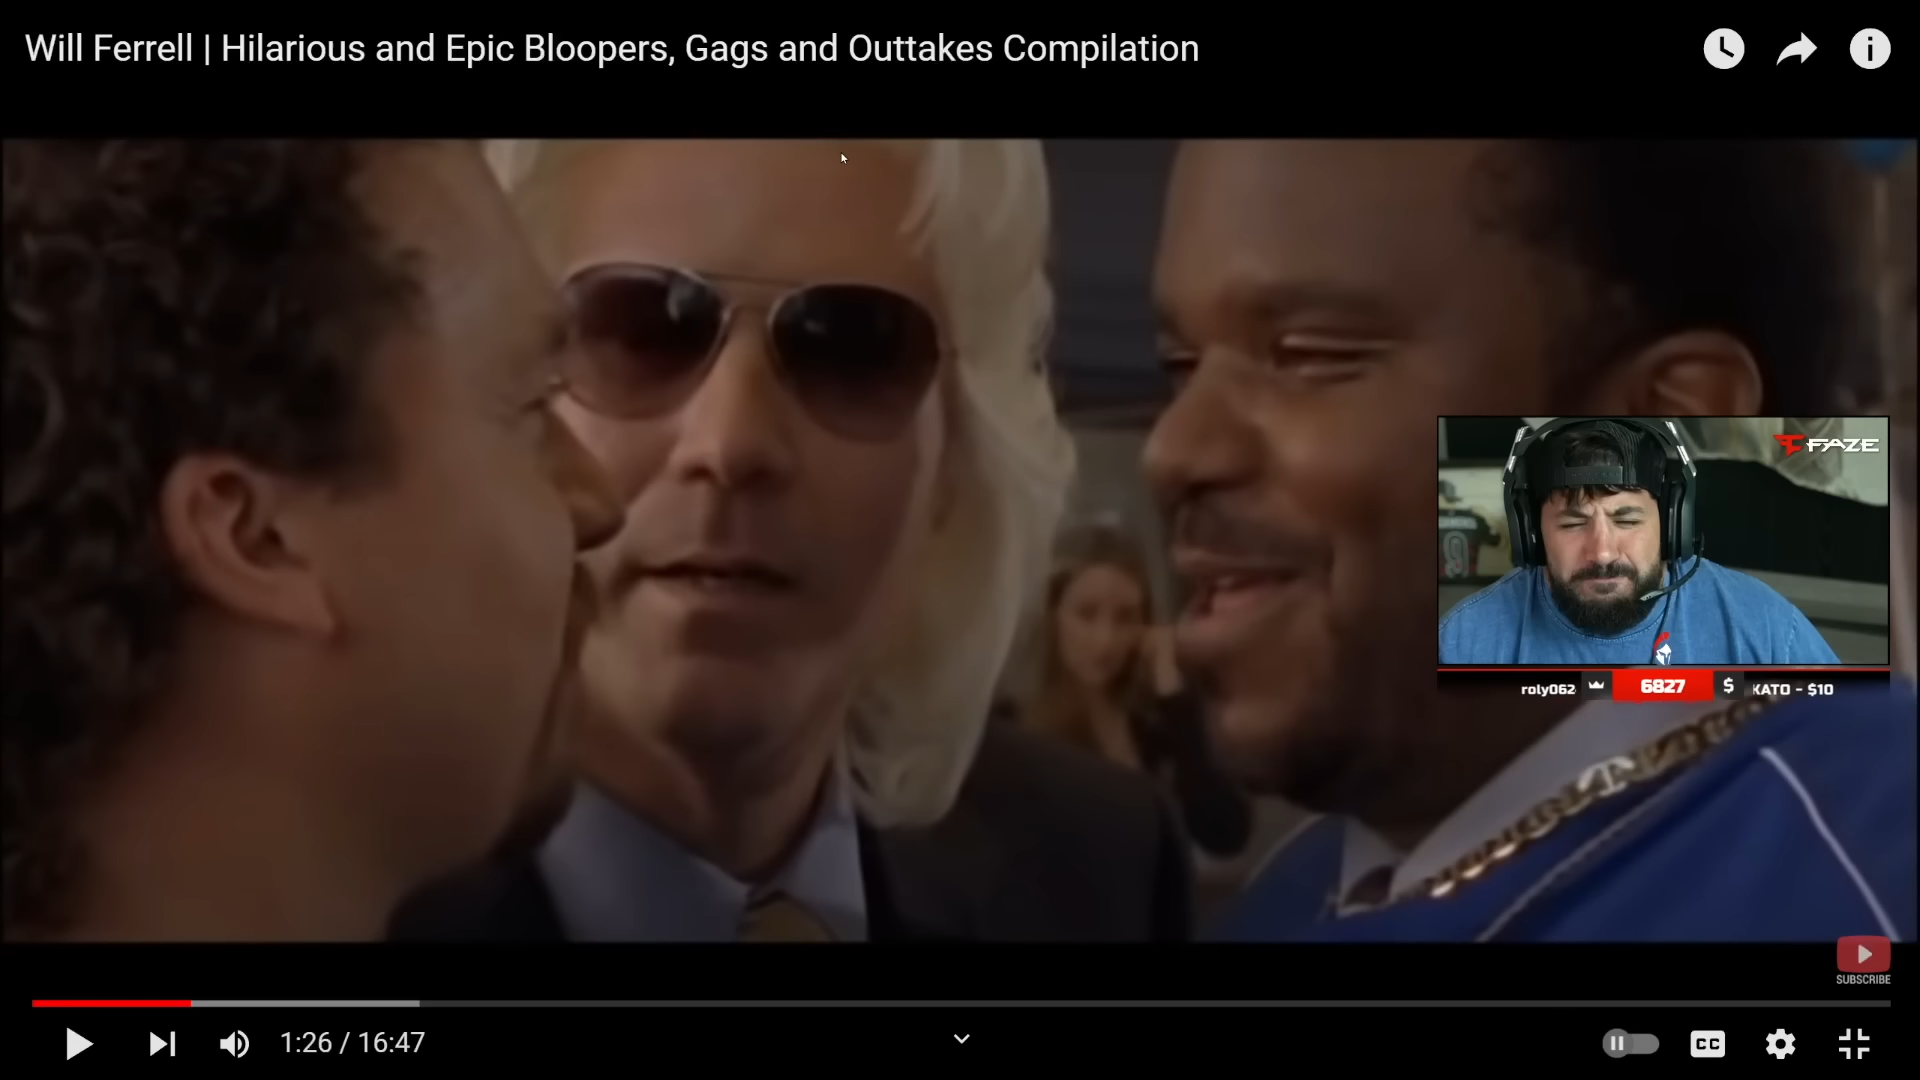 Will Ferrell | Hilarious and Epic Bloopers, Gags and Outtakes Compilation
FAZE
roly062
6827
$
KATO - $10
SUBSCRIBE
1:26 / 16:47
CC